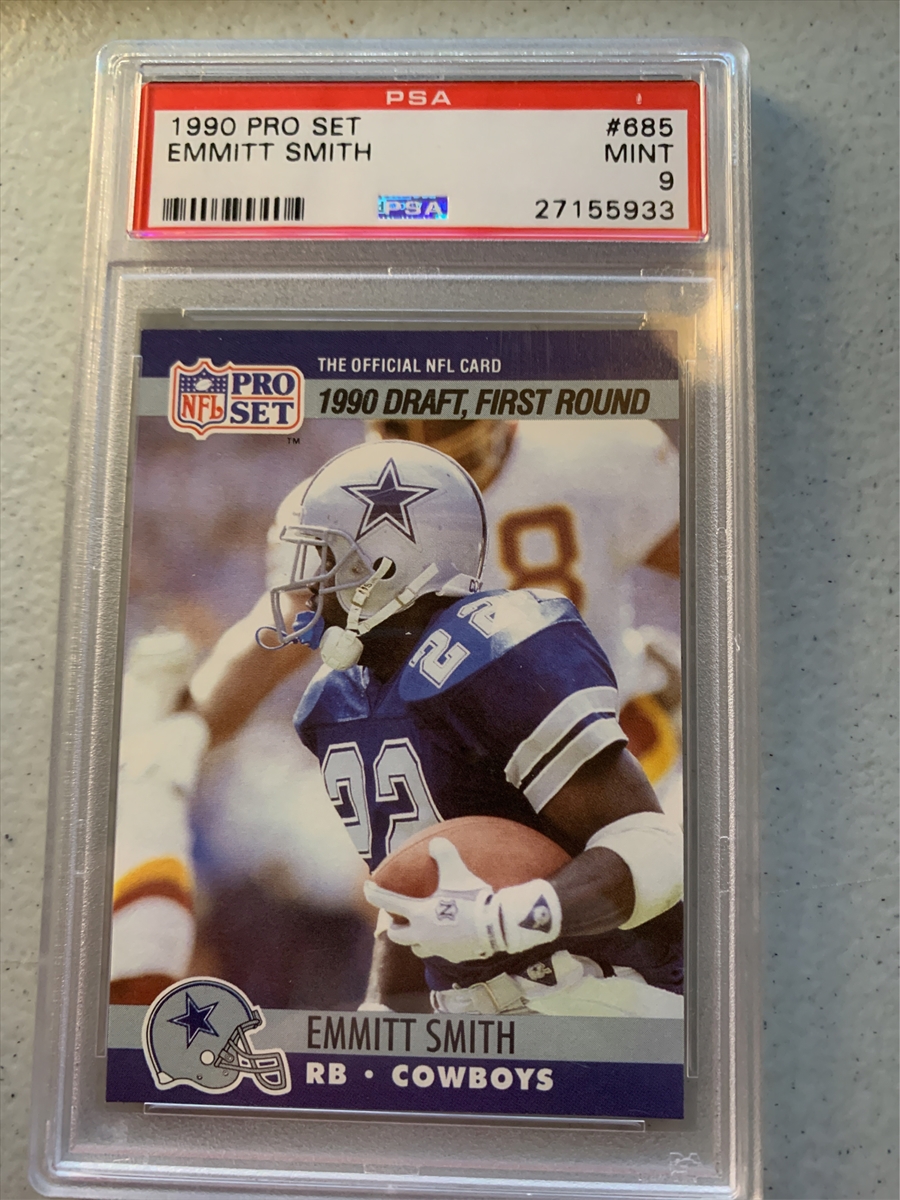 PSA
1990 PRO SET #685
EMMITT SMITH MINT
9
PSA 27155933
THE OFFICIAL NFL CARD
NFL PRO SET
TM
1990 DRAFT, FIRST ROUND
8
22
22
N
EMMITT SMITH
RB • COWBOYS